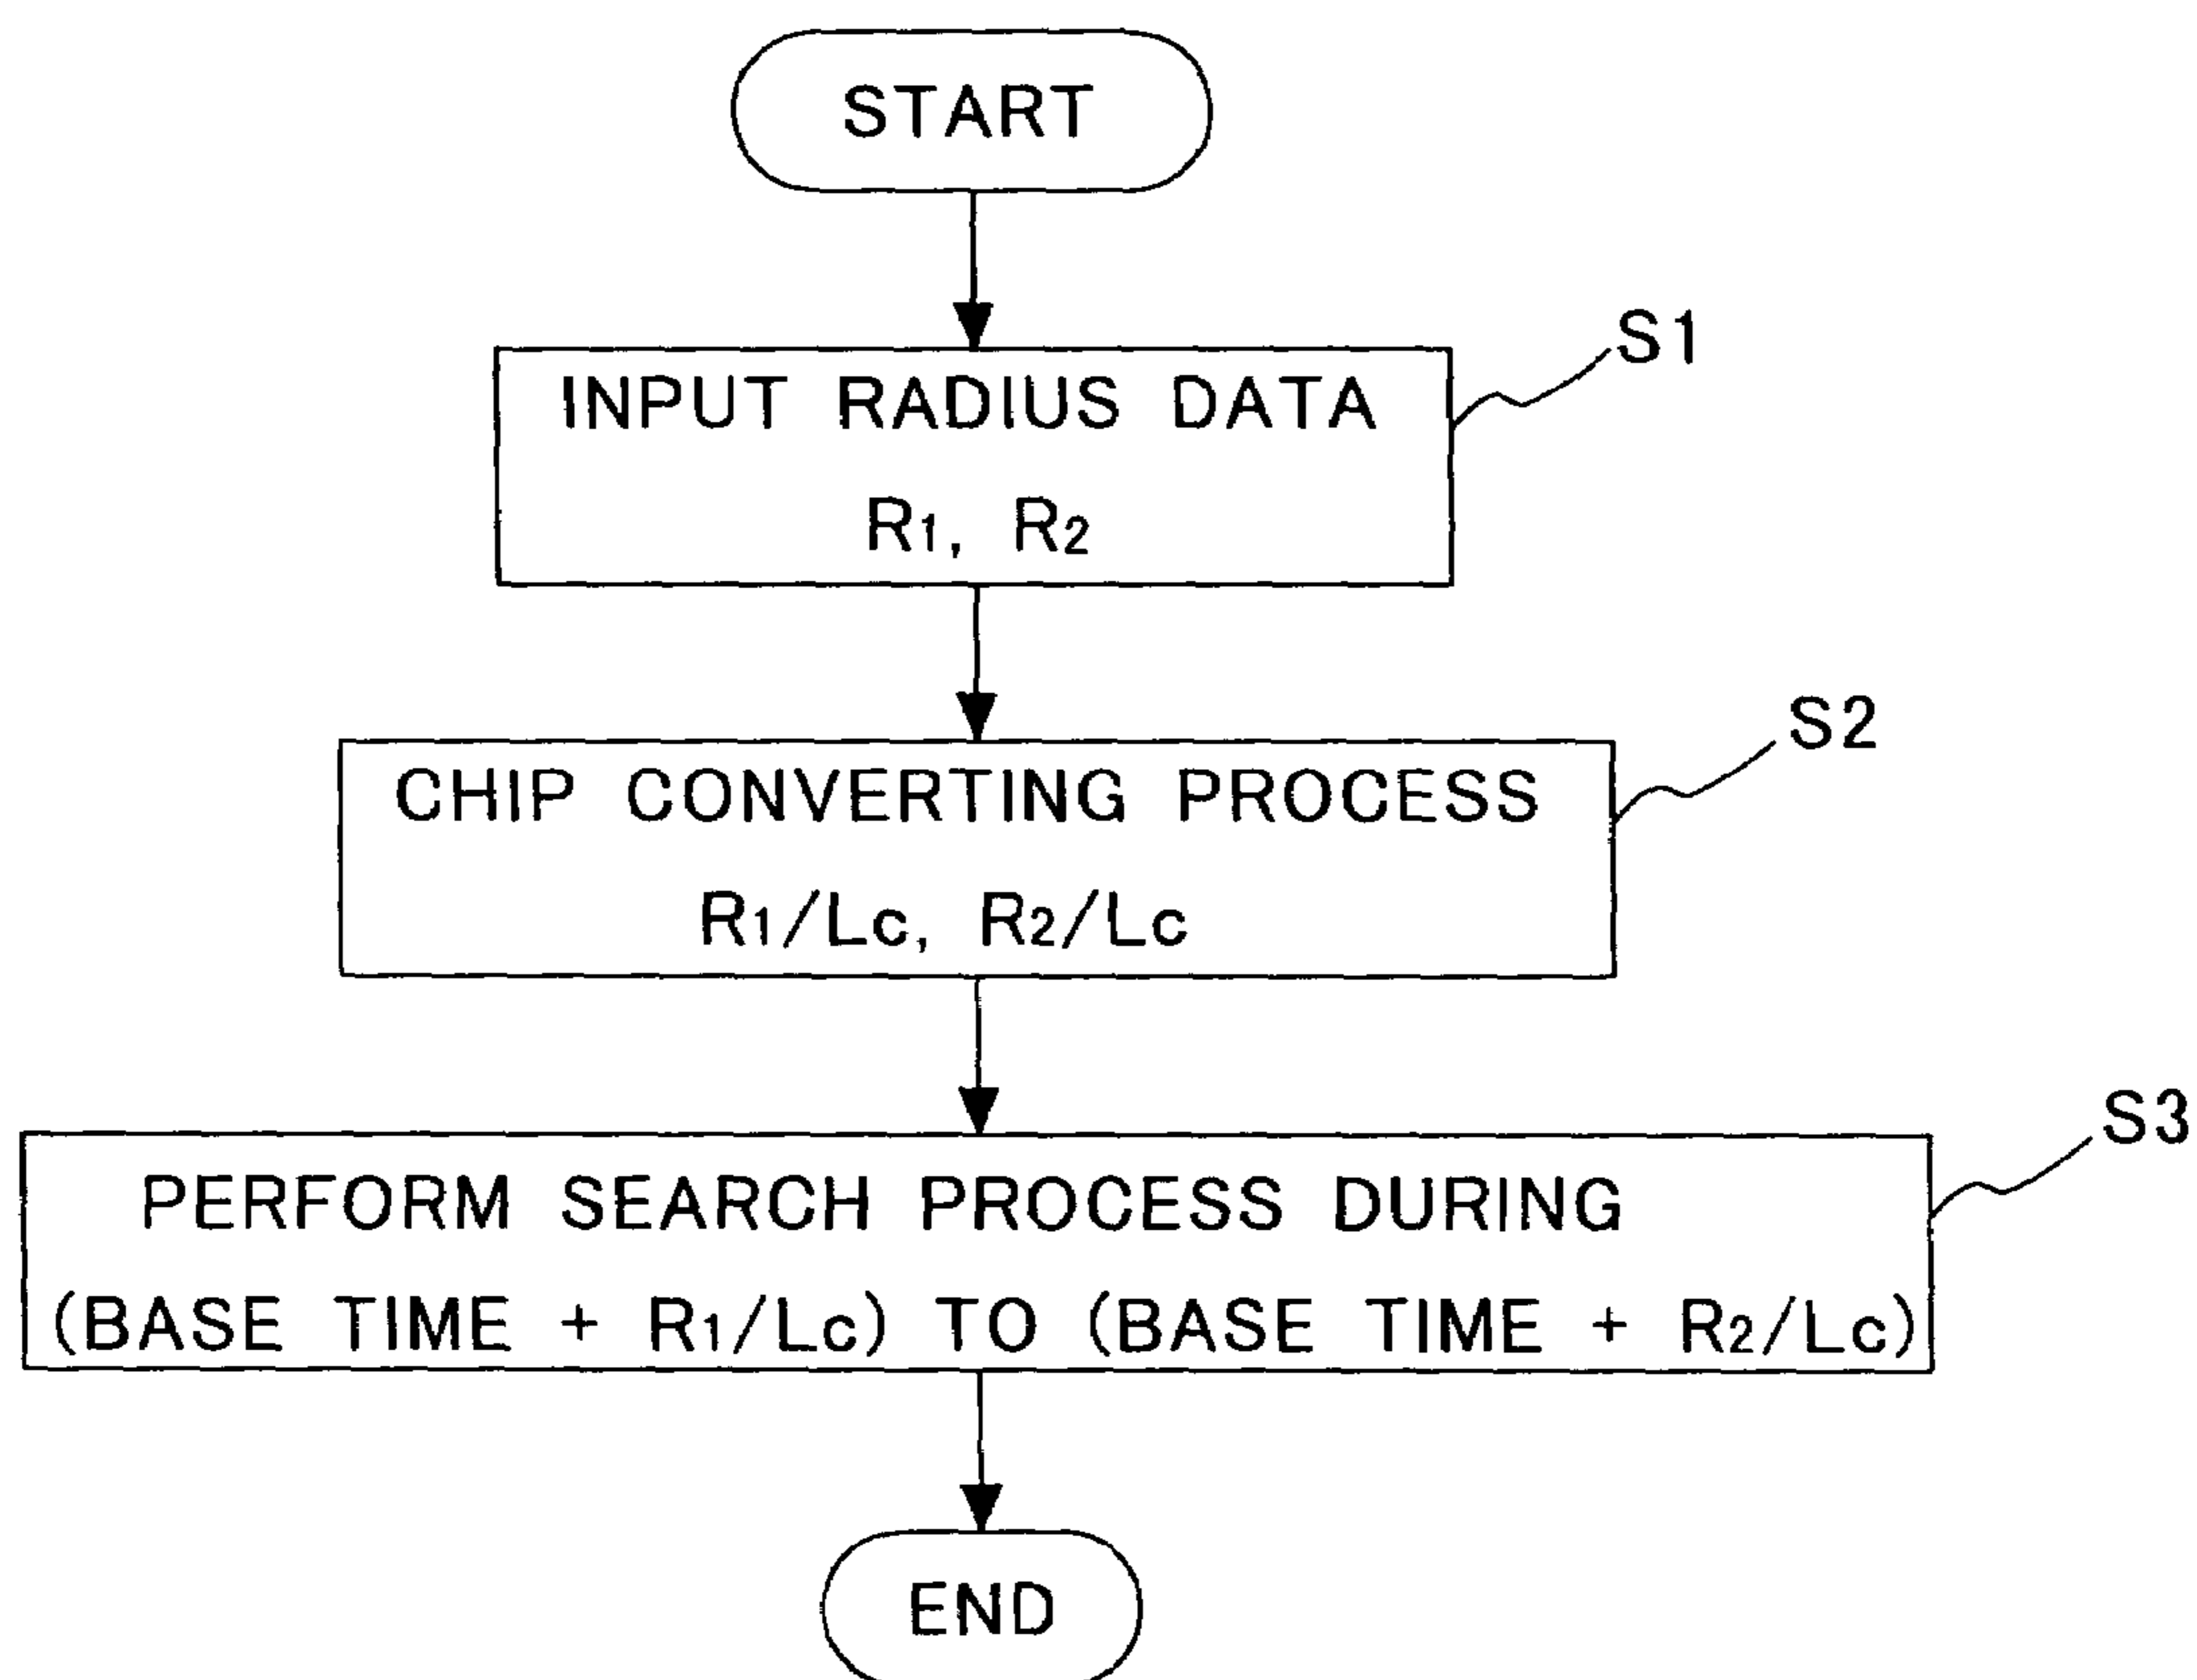 START
S1
INPUT RADIUS DATA
R1, R2
S2
CHIP CONVERTING PROCESS
R1/Lc, R2/Lc
S3
PERFORM SEARCH PROCESS DURING
(BASE TIME + R1/Lc) TO (BASE TIME + R2/Lc)
END